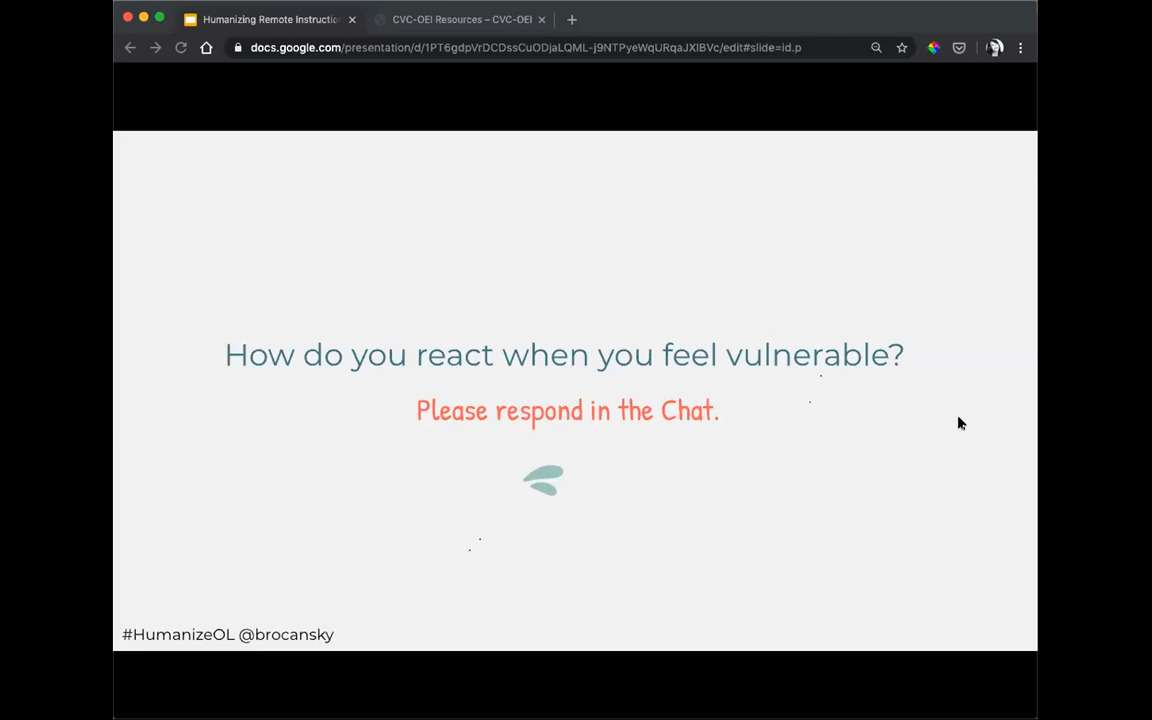 Humanizing Remote Instructio
CVC-OEI Resources – CVC-OEI
docs.google.com/presentation/d/1PT6gdpVrDCDssCuODjaLQML-j9NTPyeWqURqaJXlBVc/edit#slide=id.p
How do you react when you feel vulnerable?
Please respond in the Chat.
#HumanizeOL @brocansky